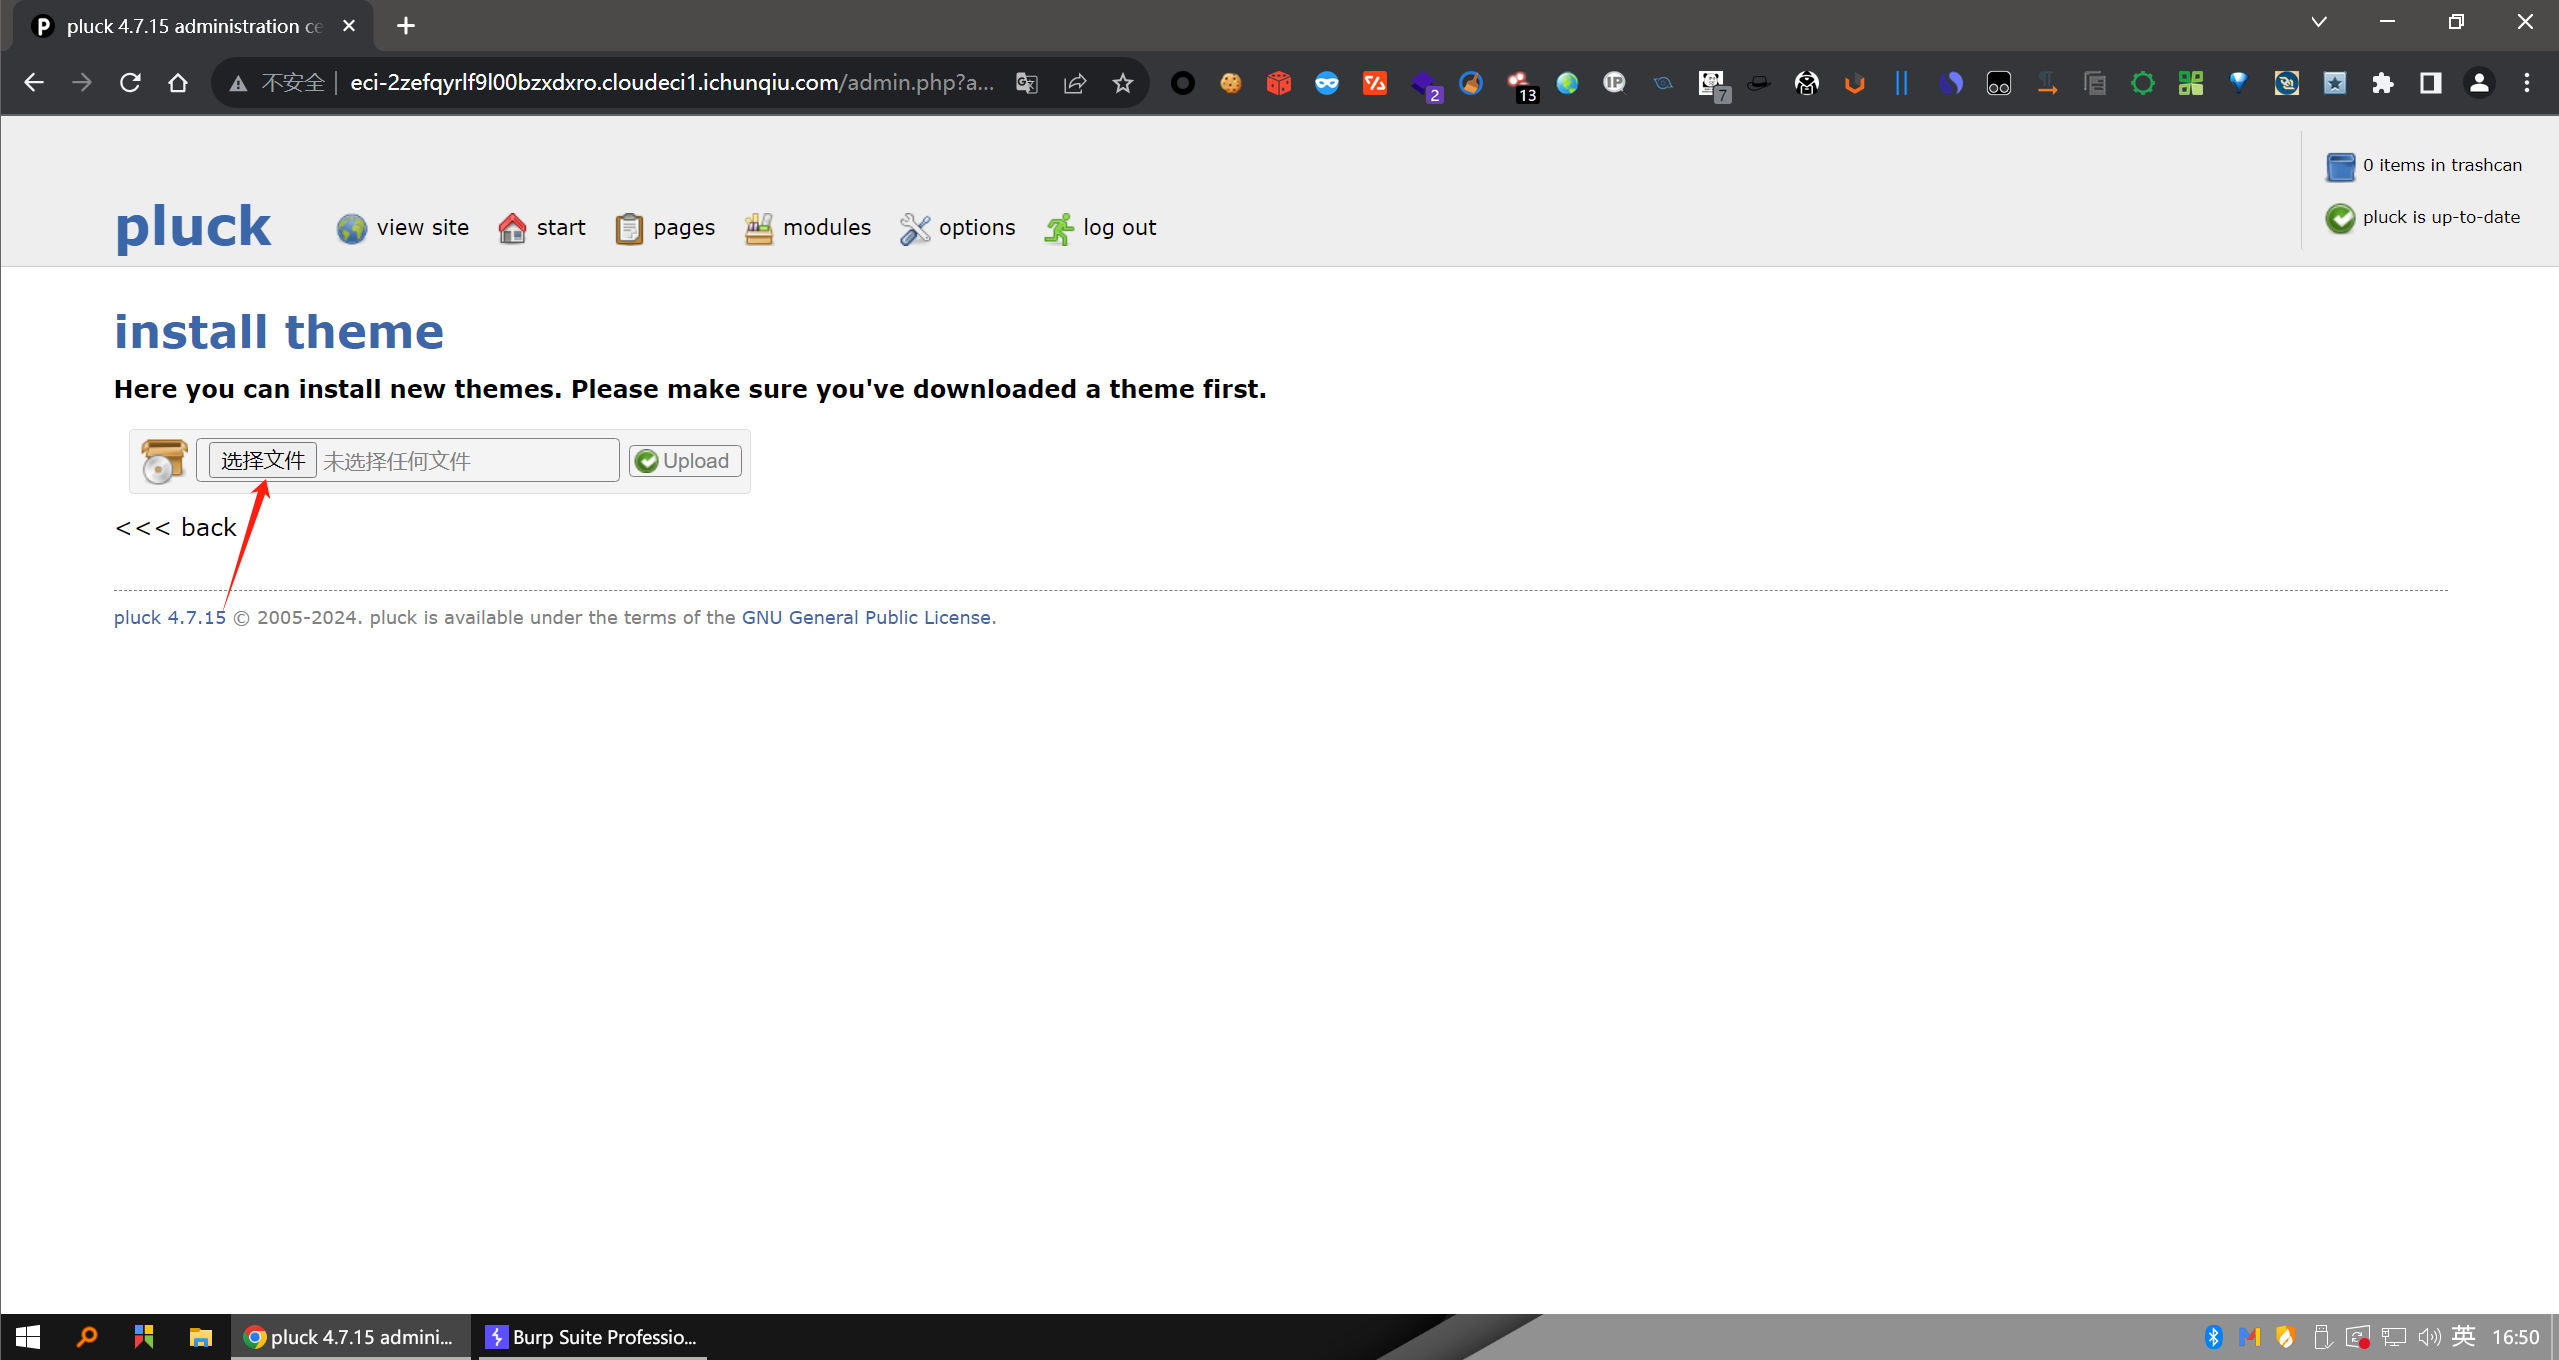 pluck 4.7.15 administration ce
不安全 eci-2zefqyrlf9l00bzxdxro.cloudeci1.ichunqiu.com/admin.php?a...
2
13
IP
7
0 items in trashcan
pluck is up-to-date
pluck view site start pages modules options log out
install theme
Here you can install new themes. Please make sure you've downloaded a theme first.
选择文件 未选择任何文件 Upload
<<< back
pluck 4.7.15 © 2005-2024. pluck is available under the terms of the GNU General Public License.
pluck 4.7.15 admini... Burp Suite Professio... 英 16:50